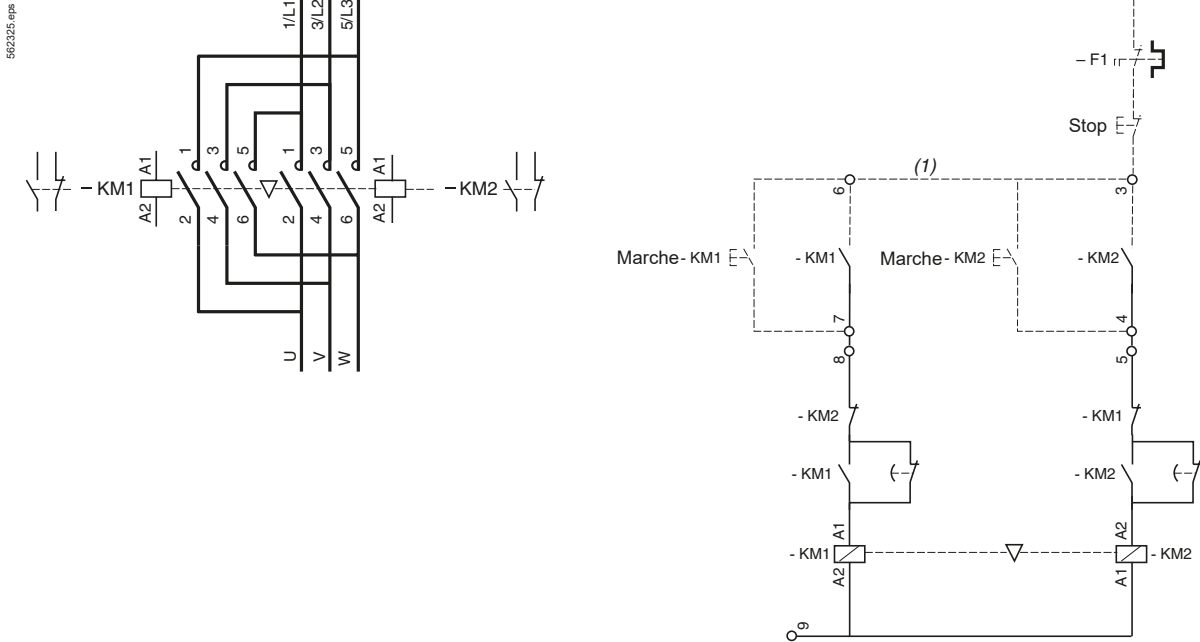 562325.eps
1/L1
3/L2
5/L3
1
3
5
1
3
5
– KM1
A1
A2
A1
A2
– KM2
2
4
6
2
4
6
U
V
W
– F1
Stop
(1)
6
3
Marche- KM1
- KM1
Marche- KM2
- KM2
7
4
8
5
- KM2
- KM1
- KM1
- KM2
A1
A2
- KM1
- KM2
A2
A1
9